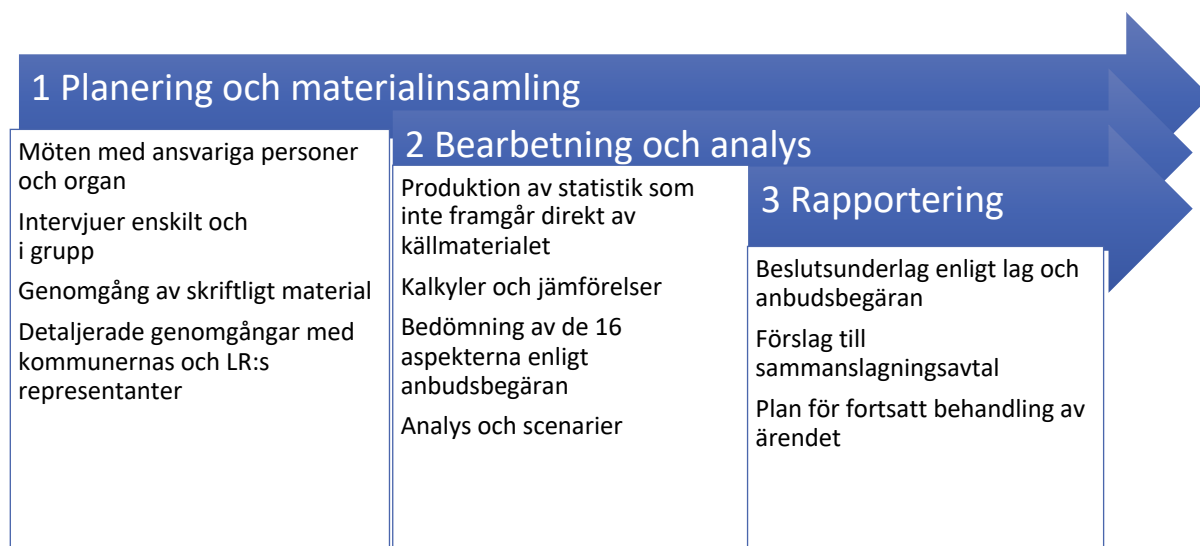 1 Planering och materialinsamling
Möten med ansvariga personer
och organ
Intervjuer enskilt och
i grupp
Genomgång av skriftligt material
Detaljerade genomgångar med
kommunernas och LR:s
representanter
2 Bearbetning och analys
Produktion av statistik som
inte framgår direkt av
källmaterialet
Kalkyler och jämförelser
Bedömning av de 16
aspekterna enligt
anbudsbegäran
Analys och scenarier
3 Rapportering
Beslutsunderlag enligt lag och
anbudsbegäran
Förslag till
sammanslagningsavtal
Plan för fortsatt behandling av
ärendet